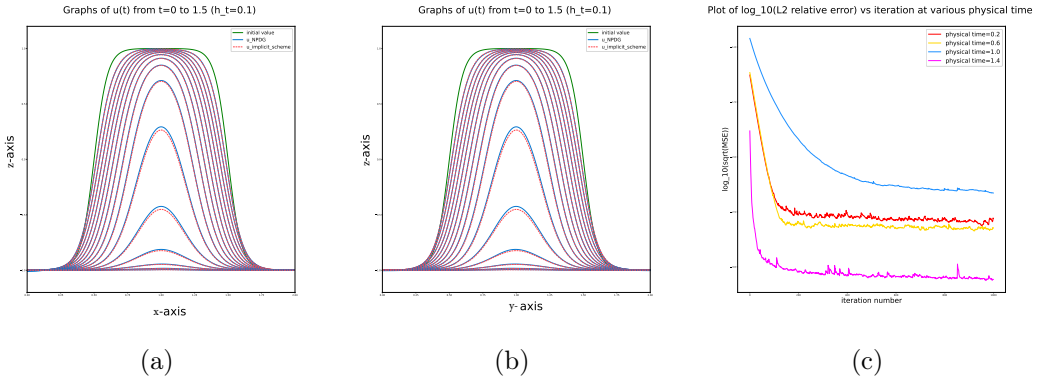 Graphs of u(t) from t=0 to 1.5 (h_t=0.1)
initial value
u_NPDG
u_implicit_scheme
z-axis
x-axis
(a)
Graphs of u(t) from t=0 to 1.5 (h_t=0.1)
initial value
u_NPDG
u_implicit_scheme
z-axis
y-axis
(b)
Plot of log_10(L2 relative error) vs iteration at various physical time
physical time=0.2
physical time=0.6
physical time=1.0
physical time=1.4
log_10(sqrt(MSE))
iteration number
(c)